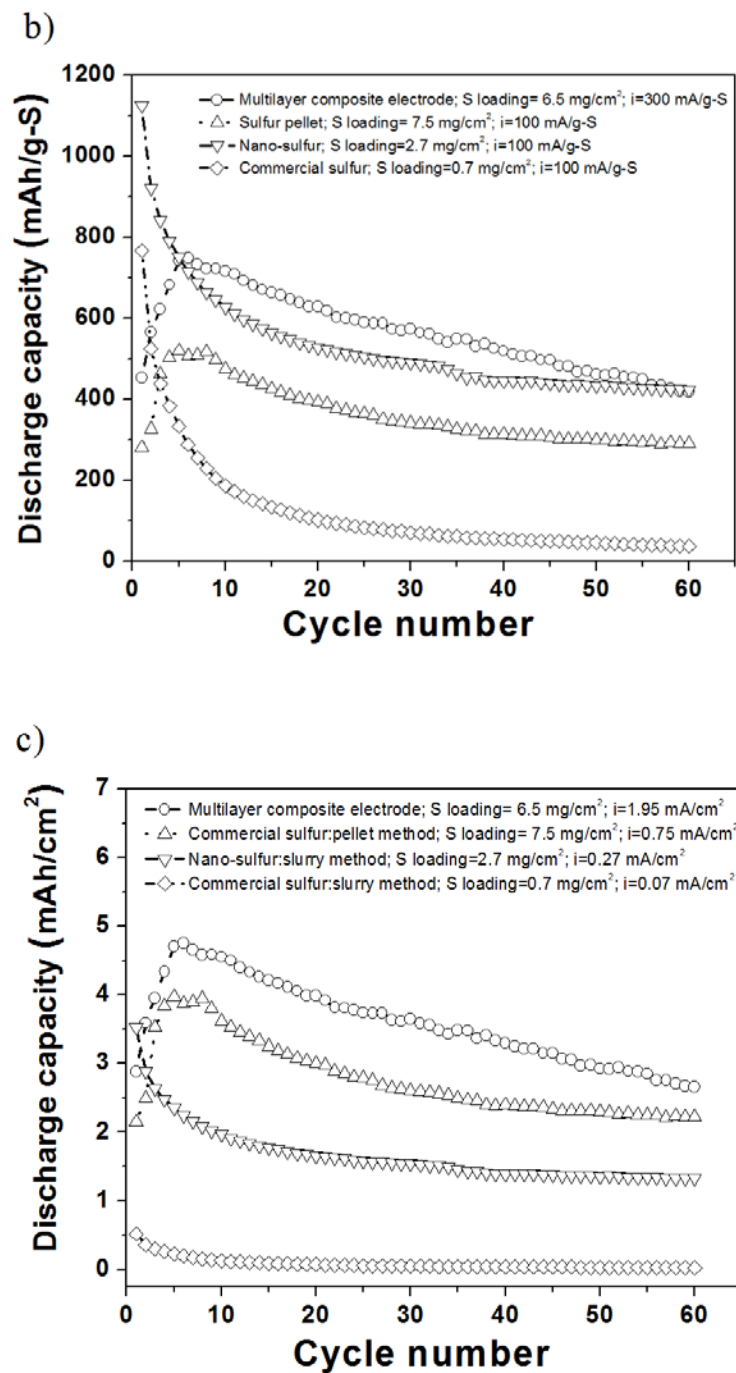 b)
1200
1000
800
600
400
200
0
Discharge capacity (mAh/g-S)
Multilayer composite electrode; S loading= 6.5 mg/cm²; i=300 mA/g-S
Sulfur pellet; S loading= 7.5 mg/cm²; i=100 mA/g-S
Nano-sulfur; S loading=2.7 mg/cm²; i=100 mA/g-S
Commercial sulfur; S loading=0.7 mg/cm²; i=100 mA/g-S
0 10 20 30 40 50 60
Cycle number
c)
7
6
5
4
3
2
1
0
Discharge capacity (mAh/cm²)
Multilayer composite electrode; S loading= 6.5 mg/cm²; i=1.95 mA/cm²
Commercial sulfur:pellet method; S loading= 7.5 mg/cm²; i=0.75 mA/cm²
Nano-sulfur:slurry method; S loading=2.7 mg/cm²; i=0.27 mA/cm²
Commercial sulfur:slurry method; S loading=0.7 mg/cm²; i=0.07 mA/cm²
0 10 20 30 40 50 60
Cycle number